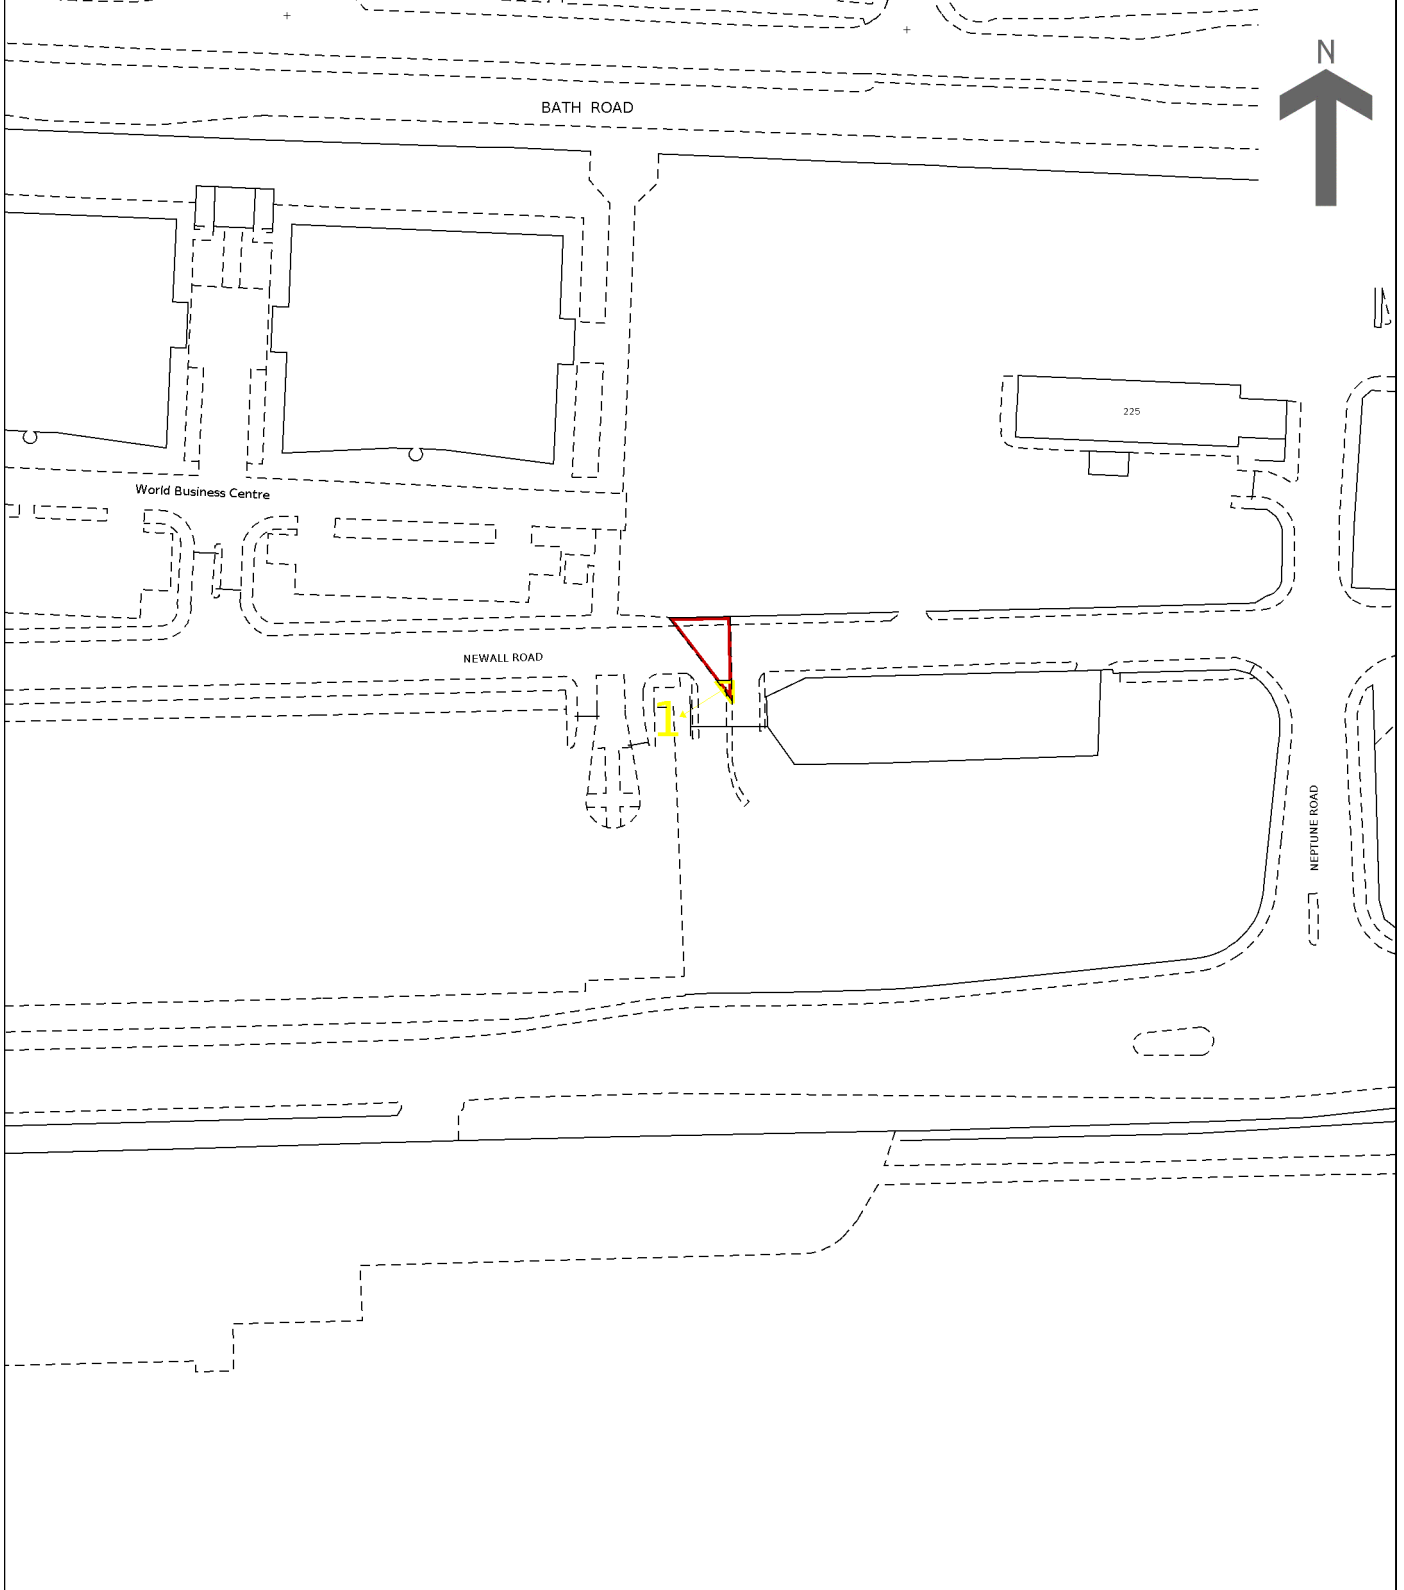 N
BATH ROAD
225
World Business Centre
NEWALL ROAD
1
NEPTUNE ROAD